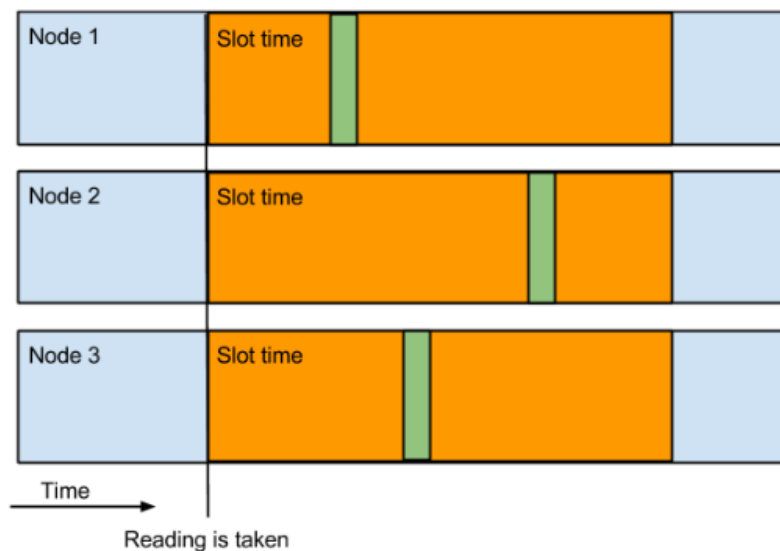 Node 1
Slot time
Node 2
Slot time
Node 3
Slot time
Time
Reading is taken